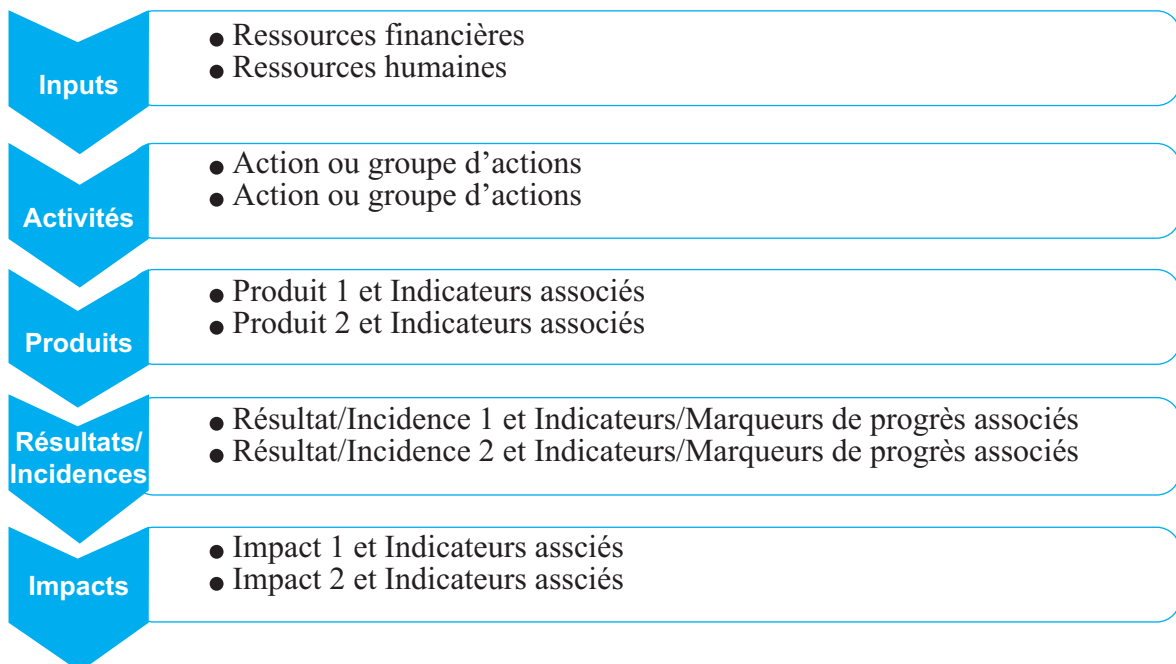 Inputs
● Ressources financières
● Ressources humaines
Activités
● Action ou groupe d’actions
● Action ou groupe d’actions
Produits
● Produit 1 et Indicateurs associés
● Produit 2 et Indicateurs associés
Résultats/
Incidences
● Résultat/Incidence 1 et Indicateurs/Marqueurs de progrès associés
● Résultat/Incidence 2 et Indicateurs/Marqueurs de progrès associés
Impacts
● Impact 1 et Indicateurs assciés
● Impact 2 et Indicateurs assciés